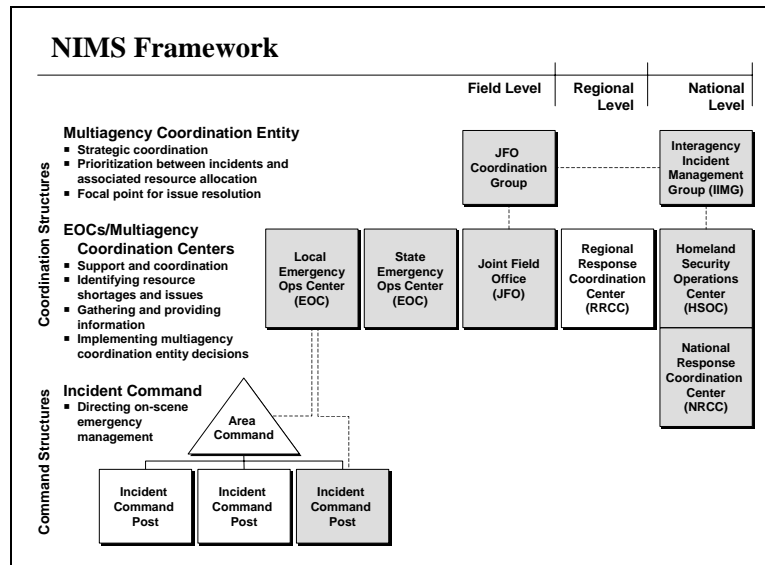 NIMS Framework
Field Level
Regional
Level
National
Level
Coordination Structures
Multiagency Coordination Entity
▪ Strategic coordination
▪ Prioritization between incidents and
associated resource allocation
▪ Focal point for issue resolution
JFO
Coordination
Group
Interagency
Incident
Management
Group (IIMG)
EOCs/Multiagency
Coordination Centers
▪ Support and coordination
▪ Identifying resource
shortages and issues
▪ Gathering and providing
information
▪ Implementing multiagency
coordination entity decisions
Local
Emergency
Ops Center
(EOC)
State
Emergency
Ops Center
(EOC)
Joint Field
Office
(JFO)
Regional
Response
Coordination
Center
(RRCC)
Homeland
Security
Operations
Center
(HSOC)
National
Response
Coordination
Center
(NRCC)
Command Structures
Incident Command
▪ Directing on-scene
emergency
management
Area
Command
Incident
Command
Post
Incident
Command
Post
Incident
Command
Post